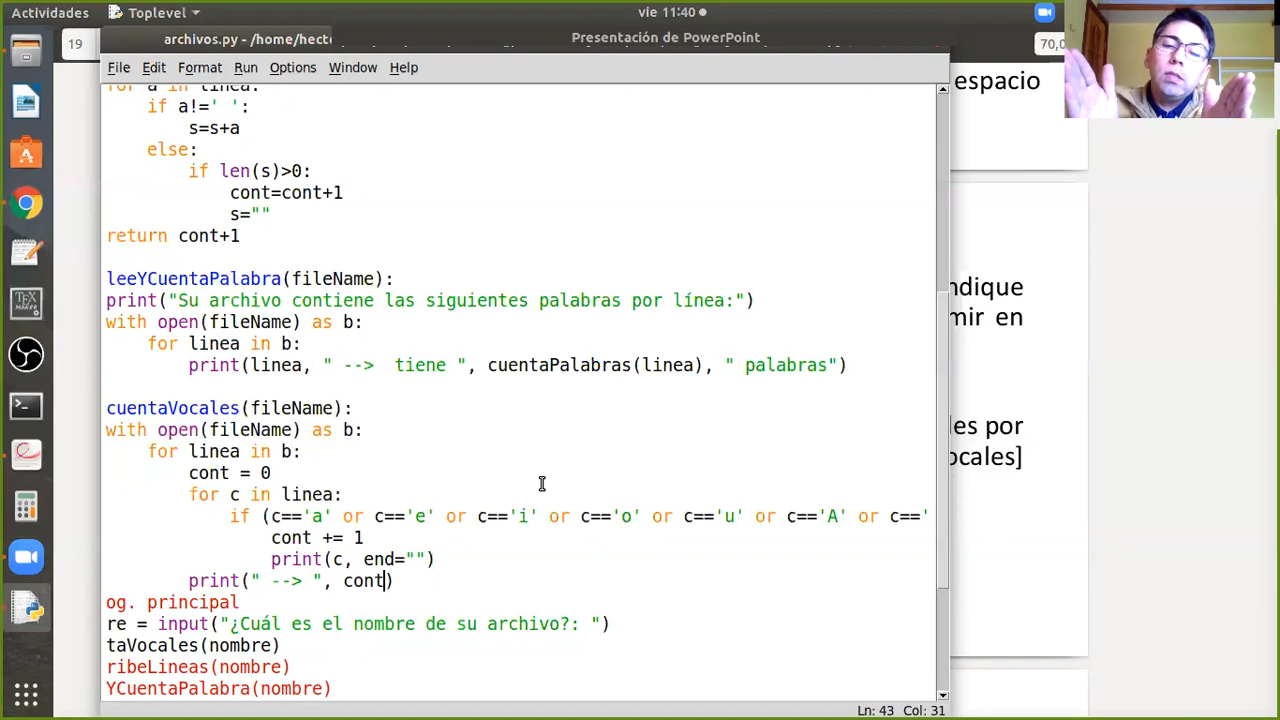 Actividades Toplevel vie 11:40
19 archivos.py - /home/hect Presentación de PowerPoint 70,0
File Edit Format Run Options Window Help
espacio
for a in linea:
if a!=' ':
s=s+a
else:
if len(s)>0:
cont=cont+1
s=""
return cont+1
leeYCuentaPalabra(fileName):
print("Su archivo contiene las siguientes palabras por línea:")
with open(fileName) as b:
for linea in b:
print(linea, " --> tiene ", cuentaPalabras(linea), " palabras")
cuentaVocales(fileName):
with open(fileName) as b:
for linea in b:
cont = 0
for c in linea:
if (c=='a' or c=='e' or c=='i' or c=='o' or c=='u' or c=='A' or c=='
cont += 1
print(c, end="")
print(" --> ", cont)
og. principal
re = input("¿Cuál es el nombre de su archivo?: ")
taVocales(nombre)
ribeLineas(nombre)
YCuentaPalabra(nombre)
ndique
mir en
les por
ocales]
TEX
Ln: 43 Col: 31